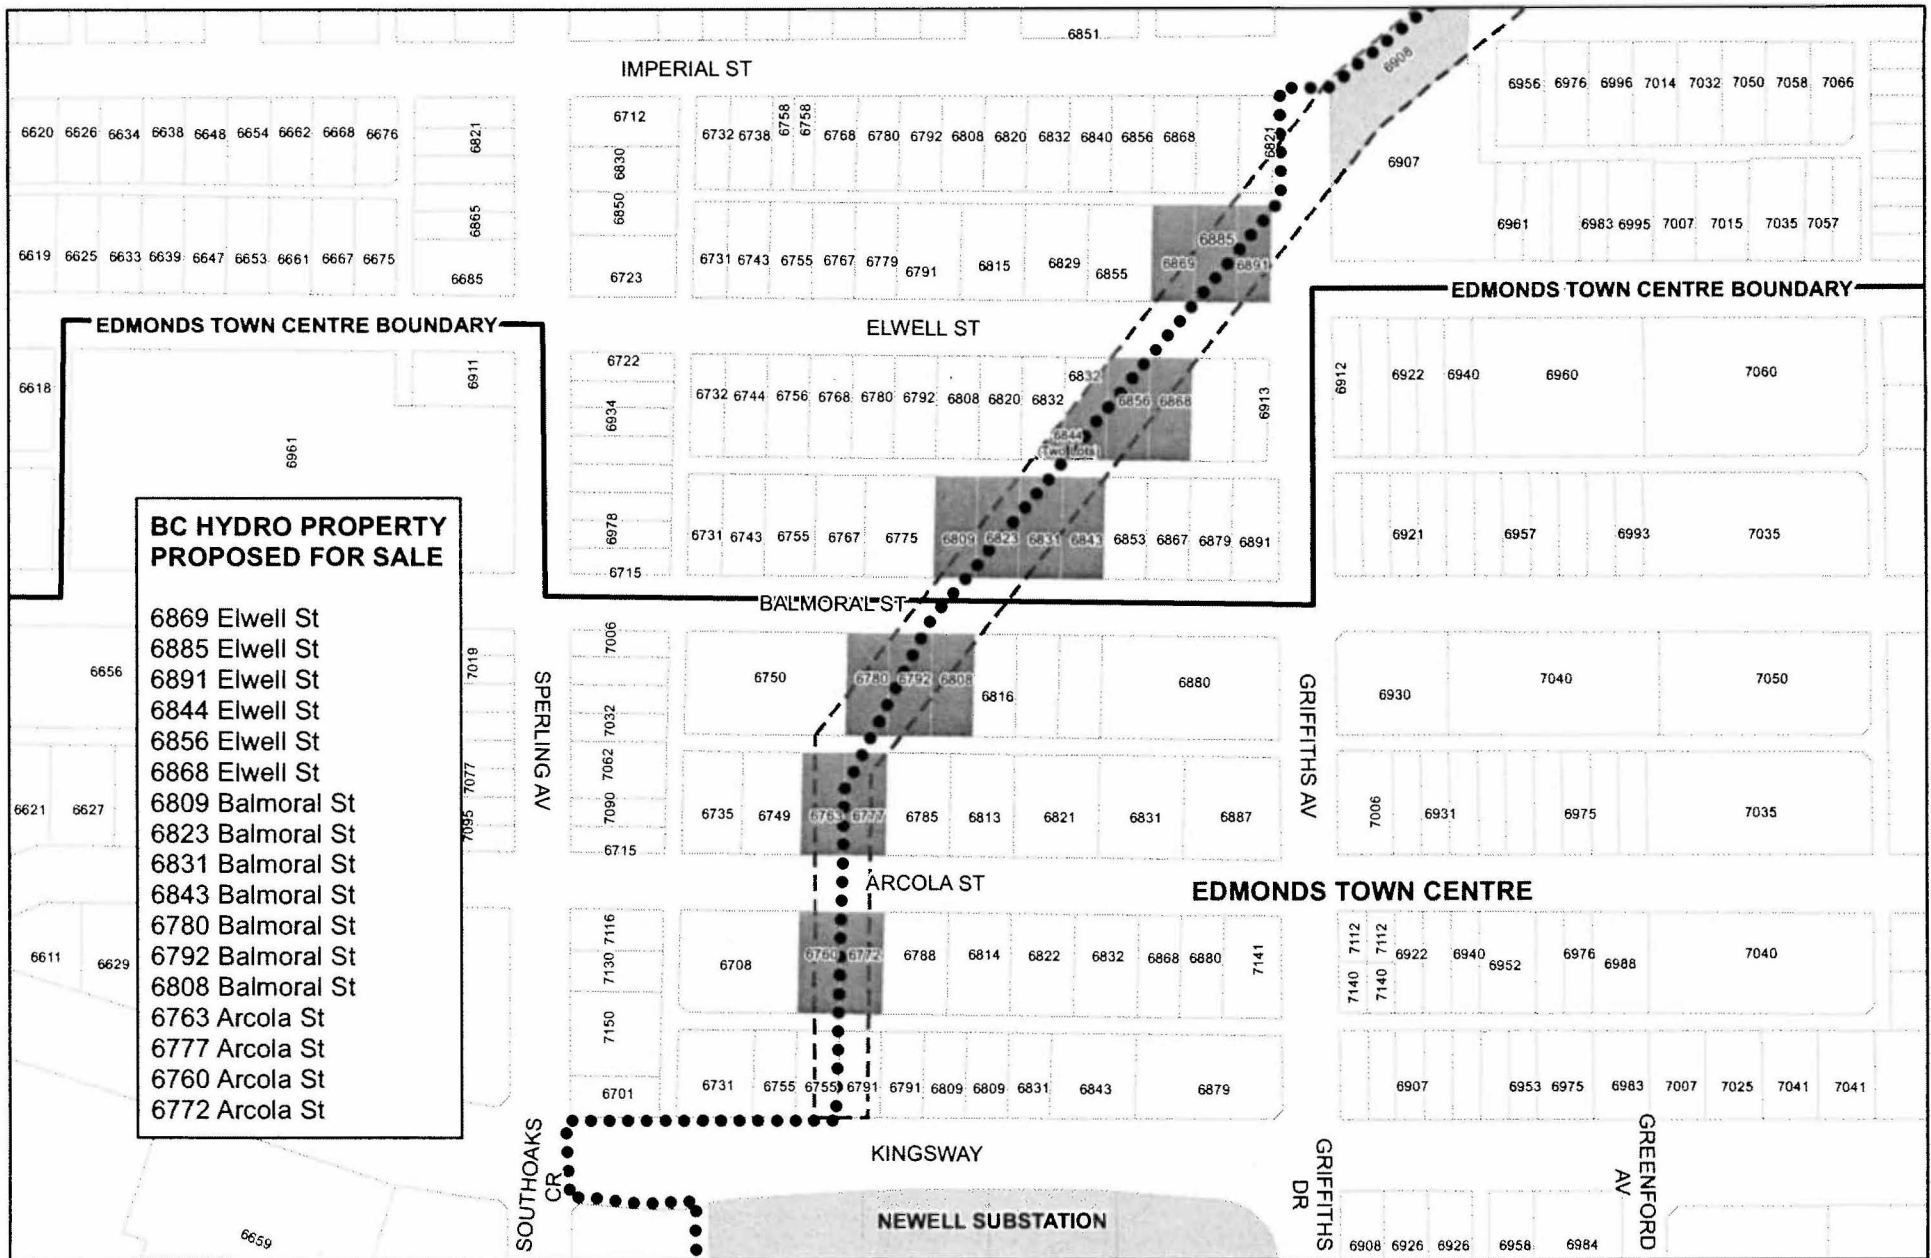 6851
IMPERIAL ST
6908
6956 6976 6996 7014 7032 7050 7058 7066
6620 6626 6634 6638 6648 6654 6662 6668 6676
6821
6712
6830
6732 6738 6758 6758 6768 6780 6792 6808 6820 6832 6840 6856 6868
6821
6907
6865
6850
6619 6625 6633 6639 6647 6653 6661 6667 6675
6685
6723
6731 6743 6755 6767 6779 6791 6815 6829 6855
6869 6885 6891
6961 6983 6995 7007 7015 7035 7057
EDMONDS TOWN CENTRE BOUNDARY
EDMONDS TOWN CENTRE BOUNDARY
ELWELL ST
6618
6911
6961
6722
6934
6732 6744 6756 6768 6780 6792 6808 6820 6832
6832
6844
(Two Lots)
6856 6868
6913
6912 6922 6940 6960 7060
6978
6715
6731 6743 6755 6767 6775 6809 6823 6831 6843 6853 6867 6879 6891
6921 6957 6993 7035
BALMORAL ST
BC HYDRO PROPERTY
PROPOSED FOR SALE
6869 Elwell St
6885 Elwell St
6891 Elwell St
6844 Elwell St
6856 Elwell St
6868 Elwell St
6809 Balmoral St
6823 Balmoral St
6831 Balmoral St
6843 Balmoral St
6780 Balmoral St
6792 Balmoral St
6808 Balmoral St
6763 Arcola St
6777 Arcola St
6760 Arcola St
6772 Arcola St
6656
7019
SPERLING AV
7006
7032
6750 6780 6792 6808 6816 6880
GRIFFITHS AV
6930 7040 7050
6621 6627
7077
7095
7062
7090
6715
6735 6749 6763 6777 6785 6813 6821 6831 6887
7006 6931 6975 7035
ARCOLA ST
EDMONDS TOWN CENTRE
6611 6629
7116
7130
7150
6708 6760 6772 6788 6814 6822 6832 6868 6880 7141
7112 7112
7140 7140
6922 6940 6952 6976 6988 7040
6701
6731 6755 6755 6791 6791 6809 6809 6831 6843 6879
6907 6953 6975 6983 7007 7025 7041 7041
SOUTHOAKS
CR
KINGSWAY
GRIFFITHS
DR
GREENFORD
AV
NEWELL SUBSTATION
6659
6908 6926 6926 6958 6984